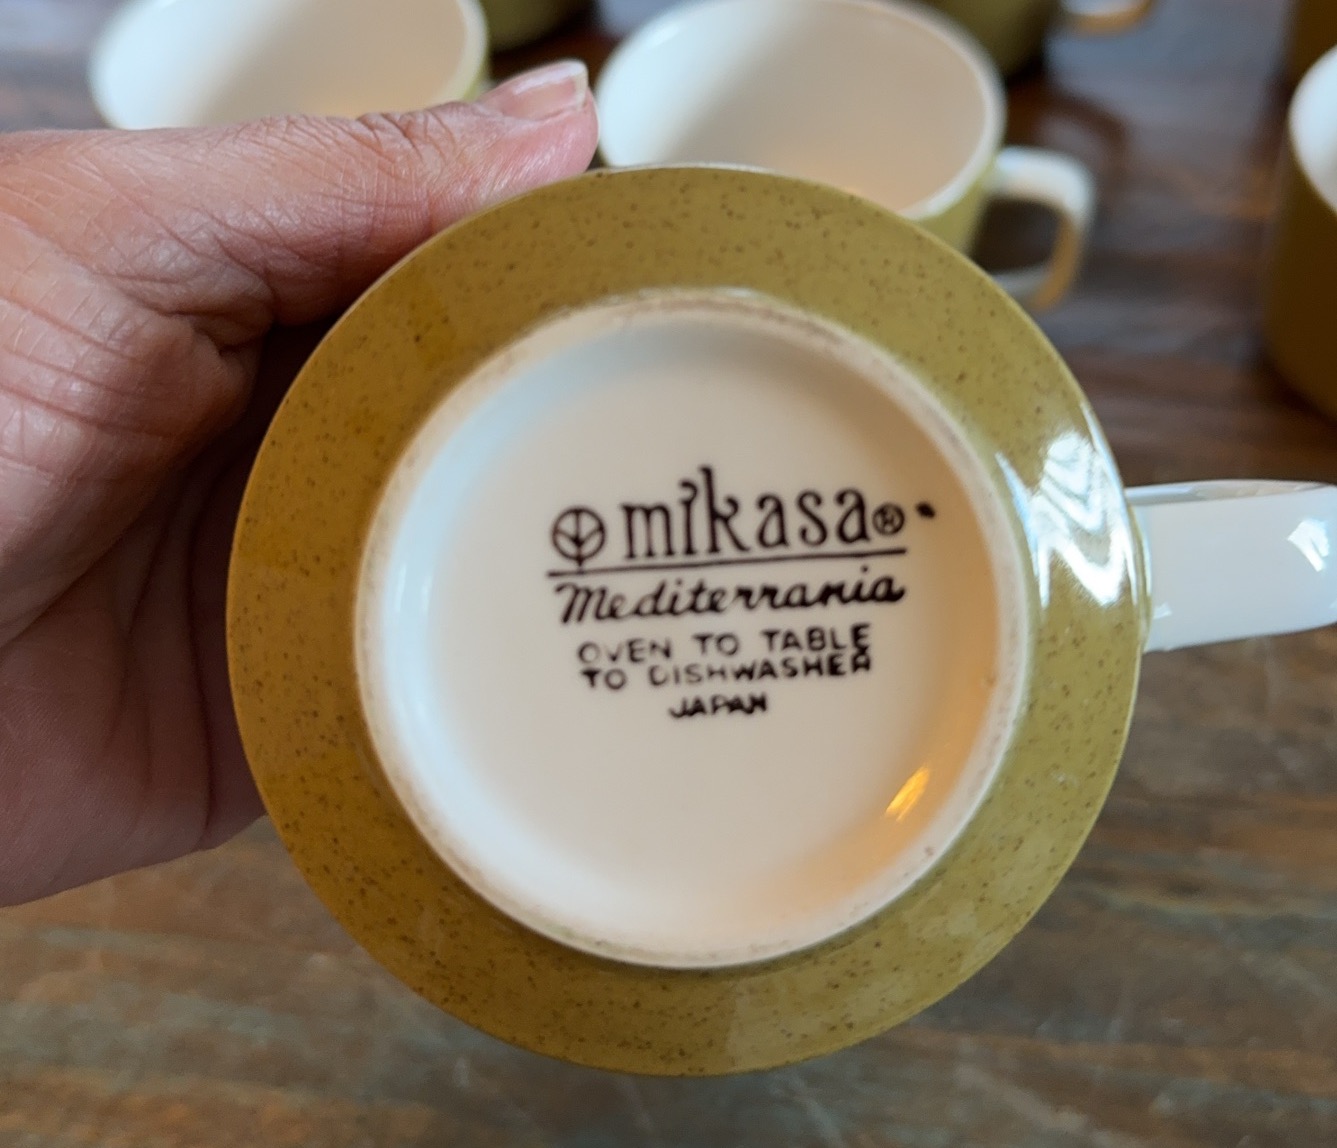 mikasa®
Mediterrania
OVEN TO TABLE
TO DISHWASHER
JAPAN